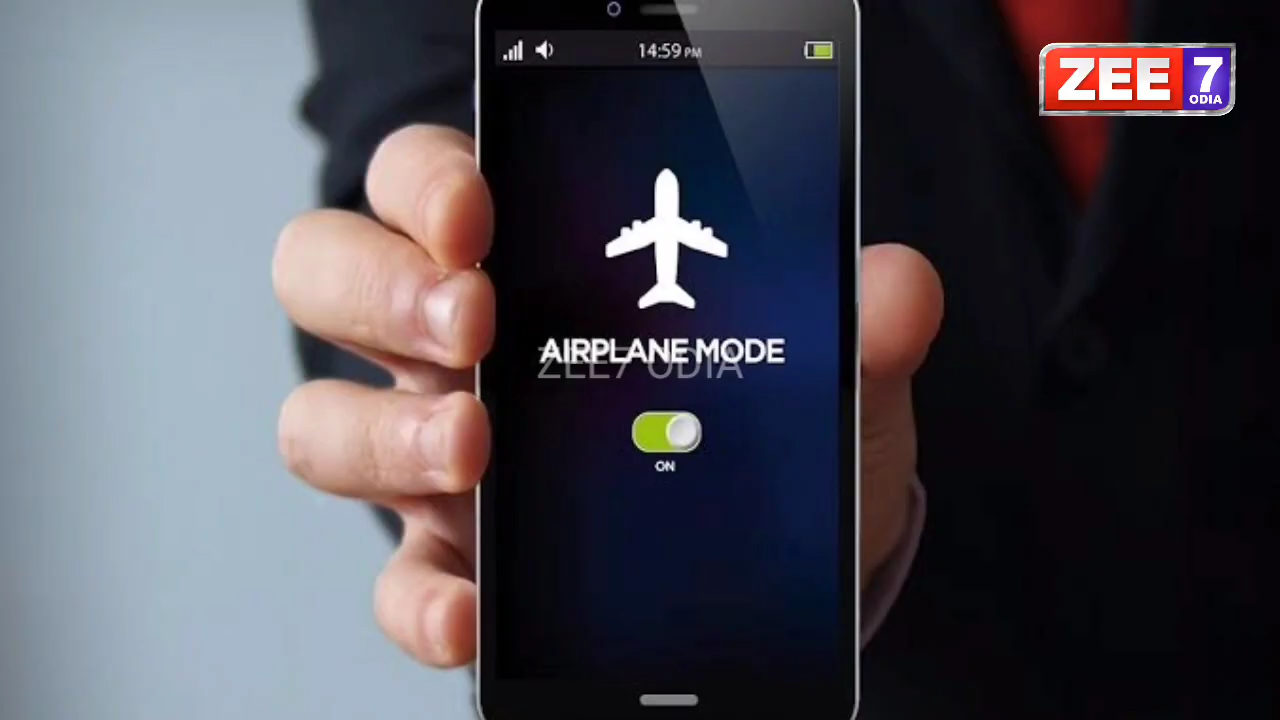 14:59 PM
ZEE 7
ODIA
AIRPLANE MODE
ZEE7 ODIA
ON